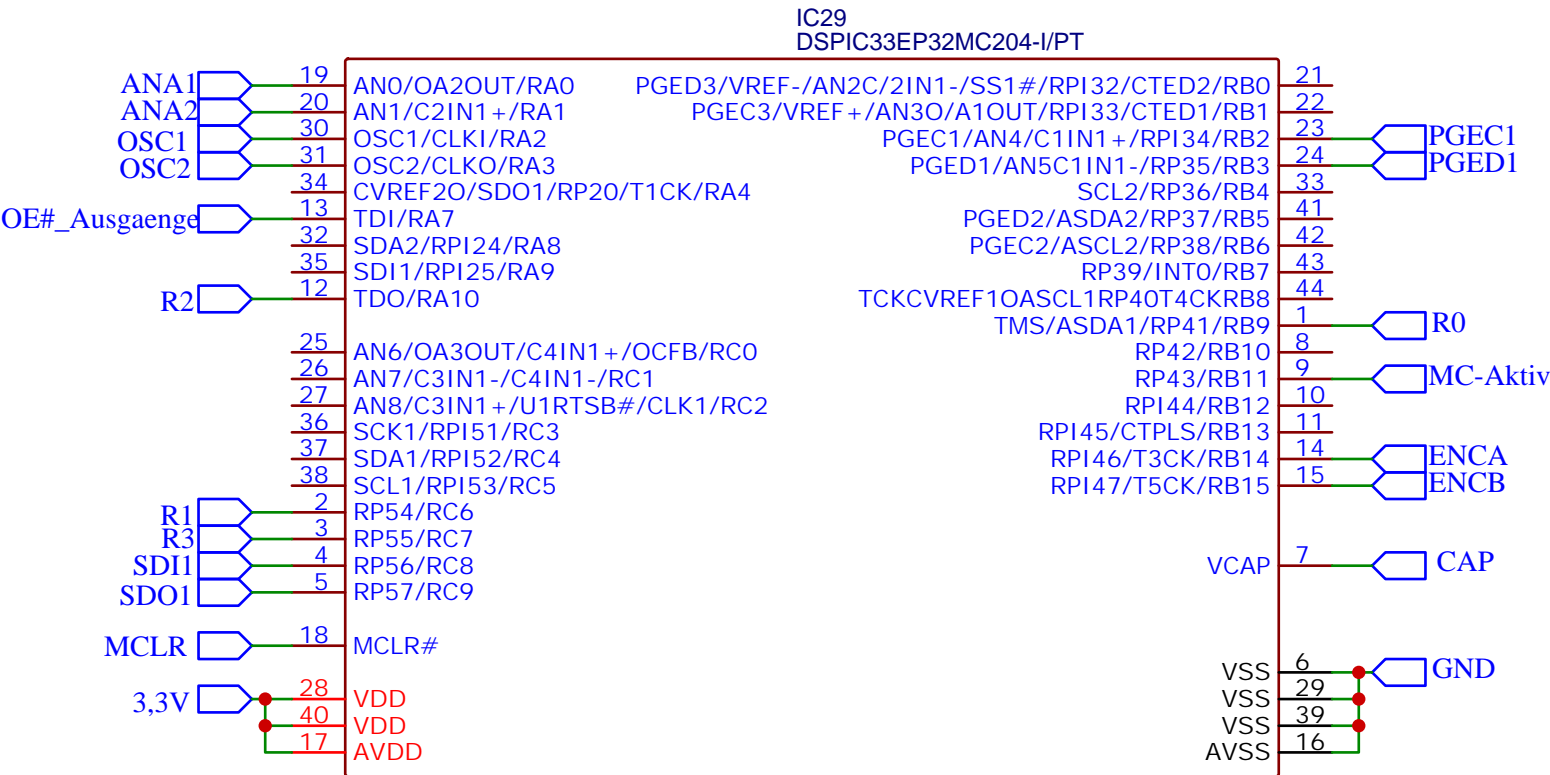 IC29
DSPIC33EP32MC204-I/PT
ANA1 19 AN0/OA2OUT/RA0 PGED3/VREF-/AN2C/2IN1-/SS1#/RPI32/CTED2/RB0 21
ANA2 20 AN1/C2IN1+/RA1 PGEC3/VREF+/AN3O/A1OUT/RPI33/CTED1/RB1 22
OSC1 30 OSC1/CLKI/RA2 PGEC1/AN4/C1IN1+/RPI34/RB2 23 PGEC1
OSC2 31 OSC2/CLKO/RA3 PGED1/AN5C1IN1-/RP35/RB3 24 PGED1
34 CVREF2O/SDO1/RP20/T1CK/RA4 SCL2/RP36/RB4 33
OE#_Ausgaenge 13 TDI/RA7 PGED2/ASDA2/RP37/RB5 41
32 SDA2/RPI24/RA8 PGEC2/ASCL2/RP38/RB6 42
35 SDI1/RPI25/RA9 RP39/INT0/RB7 43
R2 12 TDO/RA10 TCKCVREF1OASCL1RP40T4CKRB8 44
TMS/ASDA1/RP41/RB9 1 R0
25 AN6/OA3OUT/C4IN1+/OCFB/RC0 RP42/RB10 8
26 AN7/C3IN1-/C4IN1-/RC1 RP43/RB11 9 MC-Aktiv
27 AN8/C3IN1+/U1RTSB#/CLK1/RC2 RPI44/RB12 10
36 SCK1/RPI51/RC3 RPI45/CTPLS/RB13 11
37 SDA1/RPI52/RC4 RPI46/T3CK/RB14 14 ENCA
38 SCL1/RPI53/RC5 RPI47/T5CK/RB15 15 ENCB
R1 2 RP54/RC6
R3 3 RP55/RC7
SDI1 4 RP56/RC8 VCAP 7 CAP
SDO1 5 RP57/RC9
MCLR 18 MCLR#
VSS 6 GND
3,3V 28 VDD VSS 29
40 VDD VSS 39
17 AVDD AVSS 16